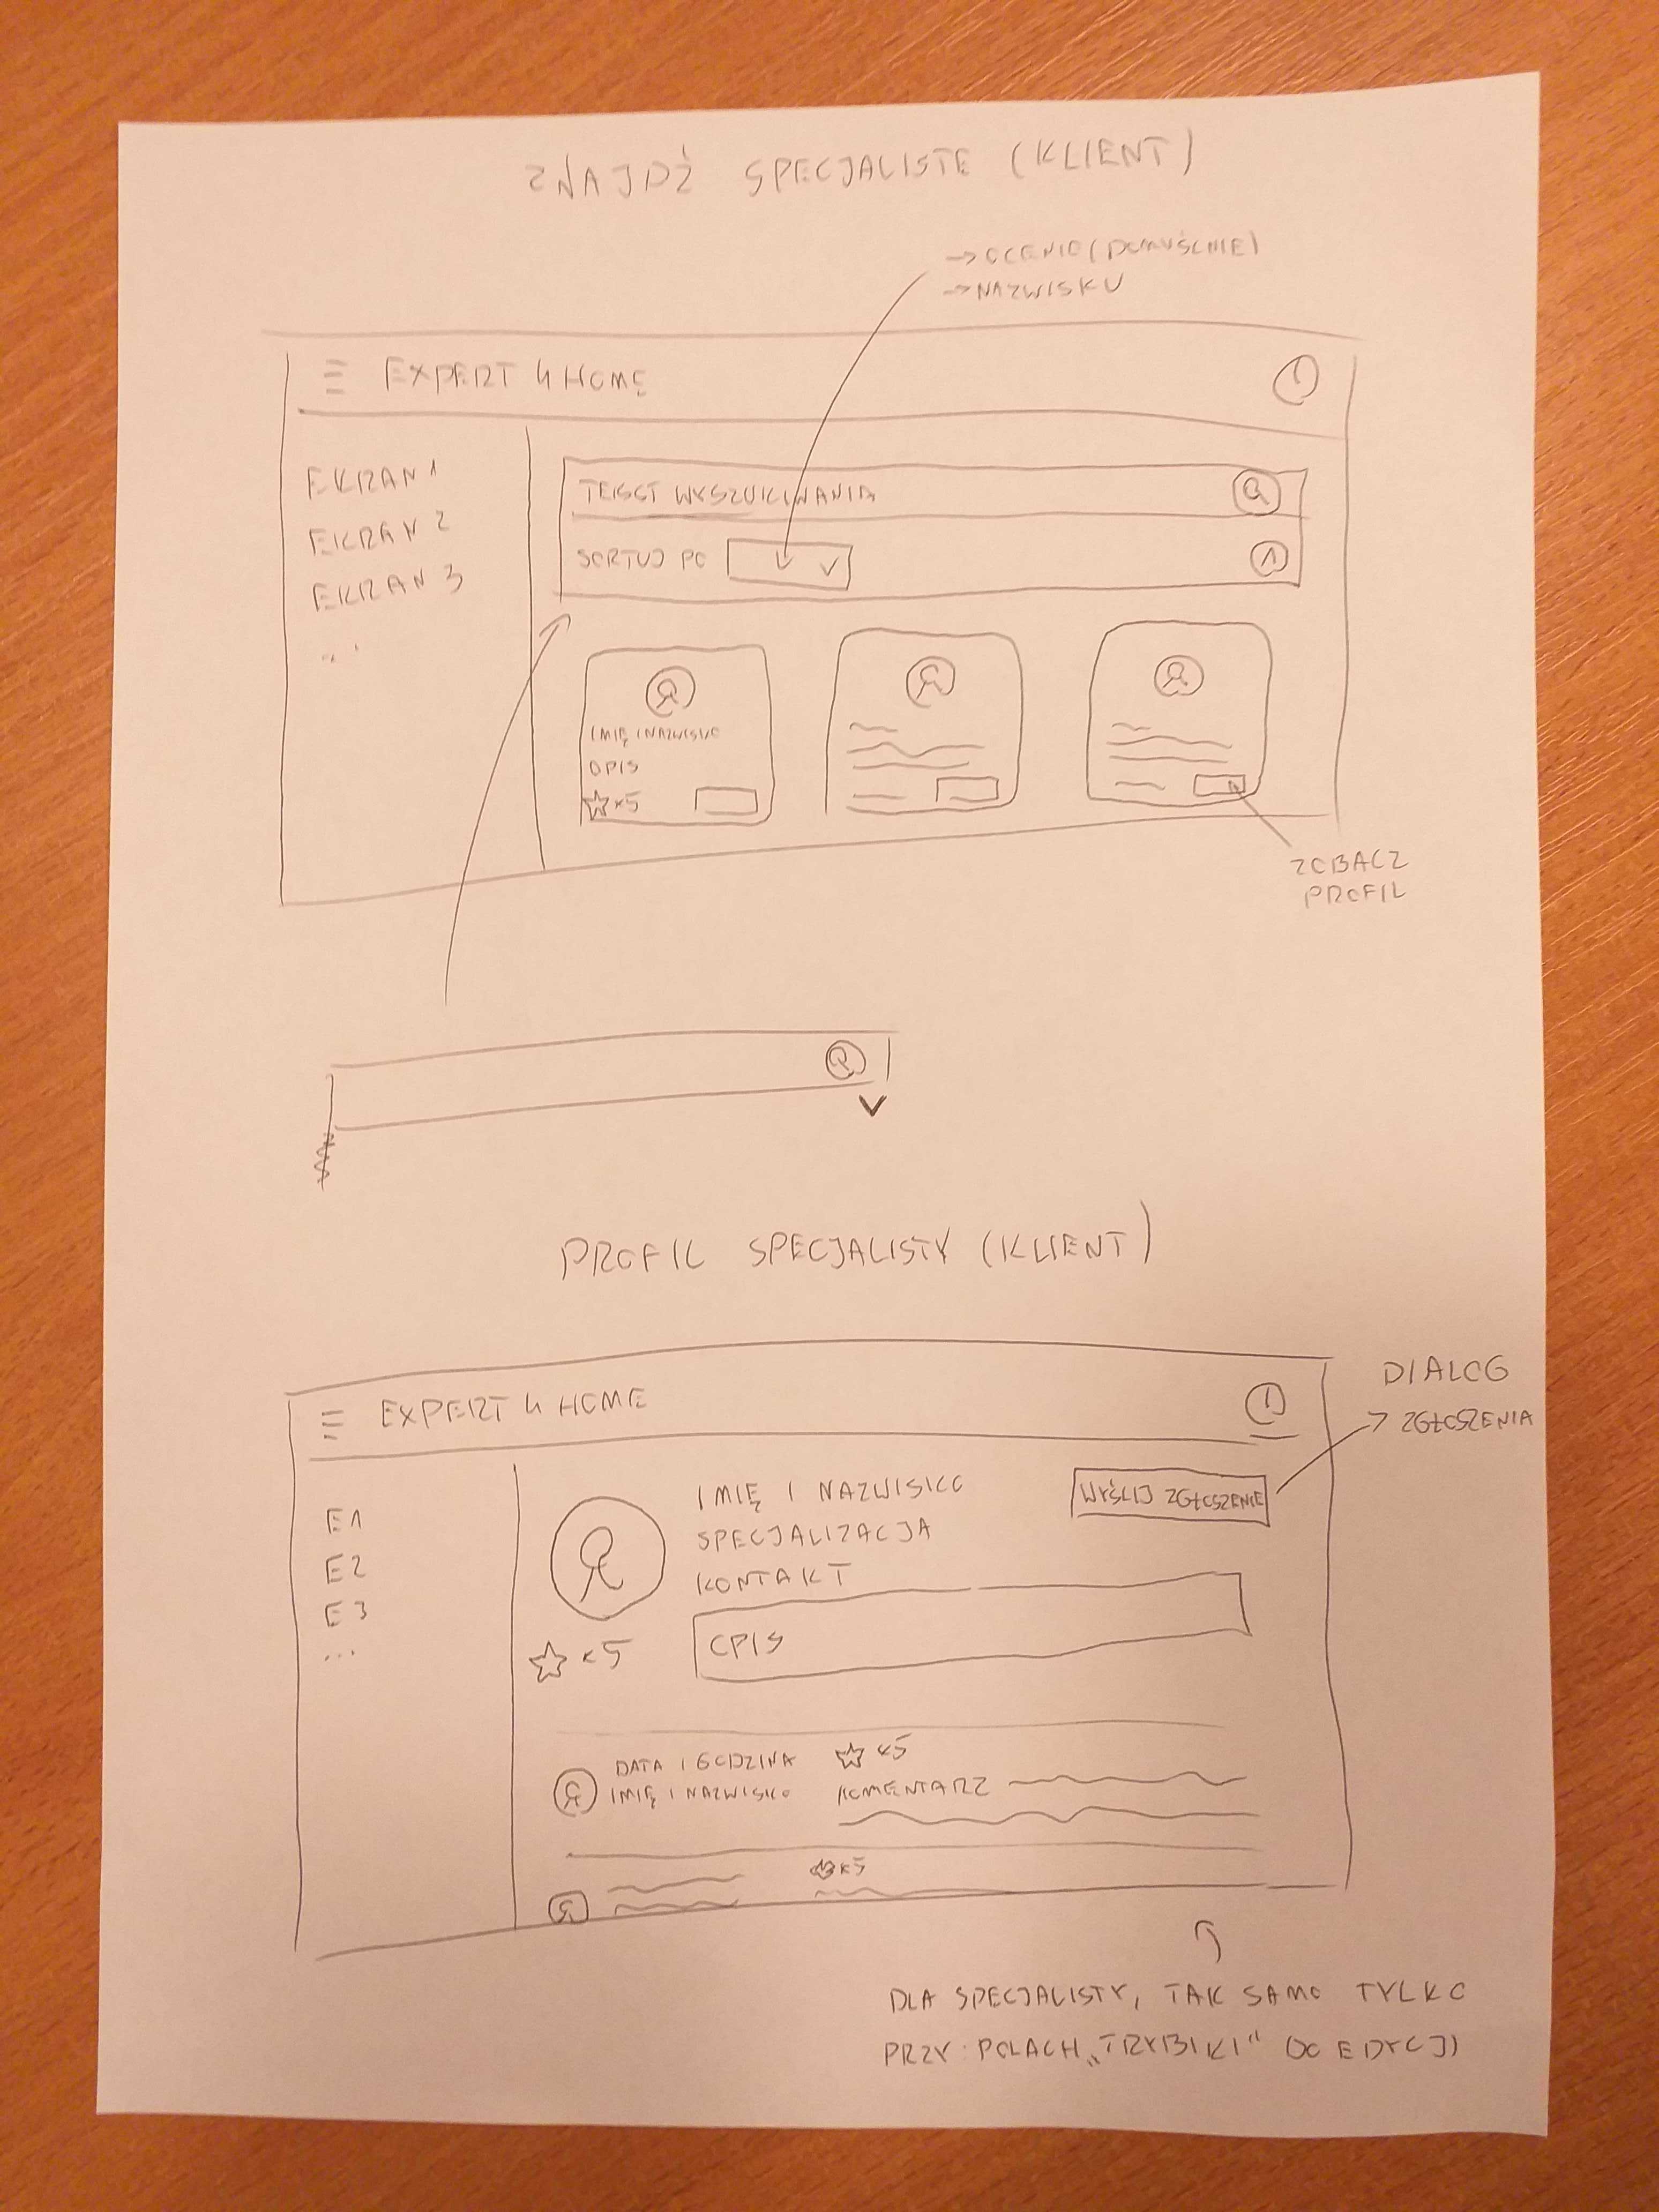 ZNAJDŹ SPECJALISTE (KLIENT)
→ OCENIE (DOMYŚLNIE)
→ NAZWISKU
EXPERT 4 HOME
EKRAN 1
EKRAN 2
EKRAN 3
...
TEKST WYSZUKIWANIA
SORTUJ PO
IMIĘ I NAZWISKO
OPIS
x5
ZOBACZ
PROFIL
PROFIL SPECJALISTY (KLIENT)
EXPERT 4 HOME
DIALOG
ZGŁOSZENIA
E1
E2
E3
...
IMIĘ I NAZWISKO
SPECJALIZACJA
KONTAKT
WYŚLIJ ZGŁOSZENIE
x5
OPIS
DATA I GODZINA
IMIĘ I NAZWISKO
x5
KOMENTARZ
x5
DLA SPECJALISTY, TAK SAMO TYLKO
PRZY POLACH „TRYBIKI" DO EDYCJI